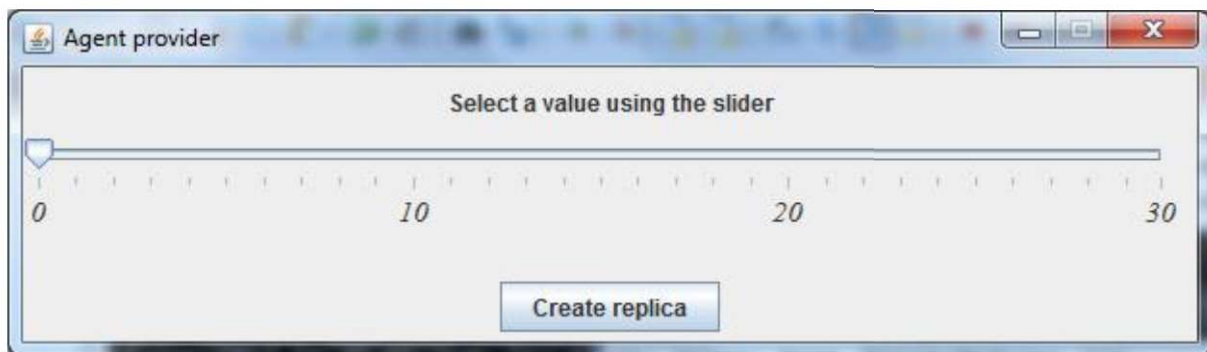 Agent provider
Select a value using the slider
0 10 20 30
Create replica